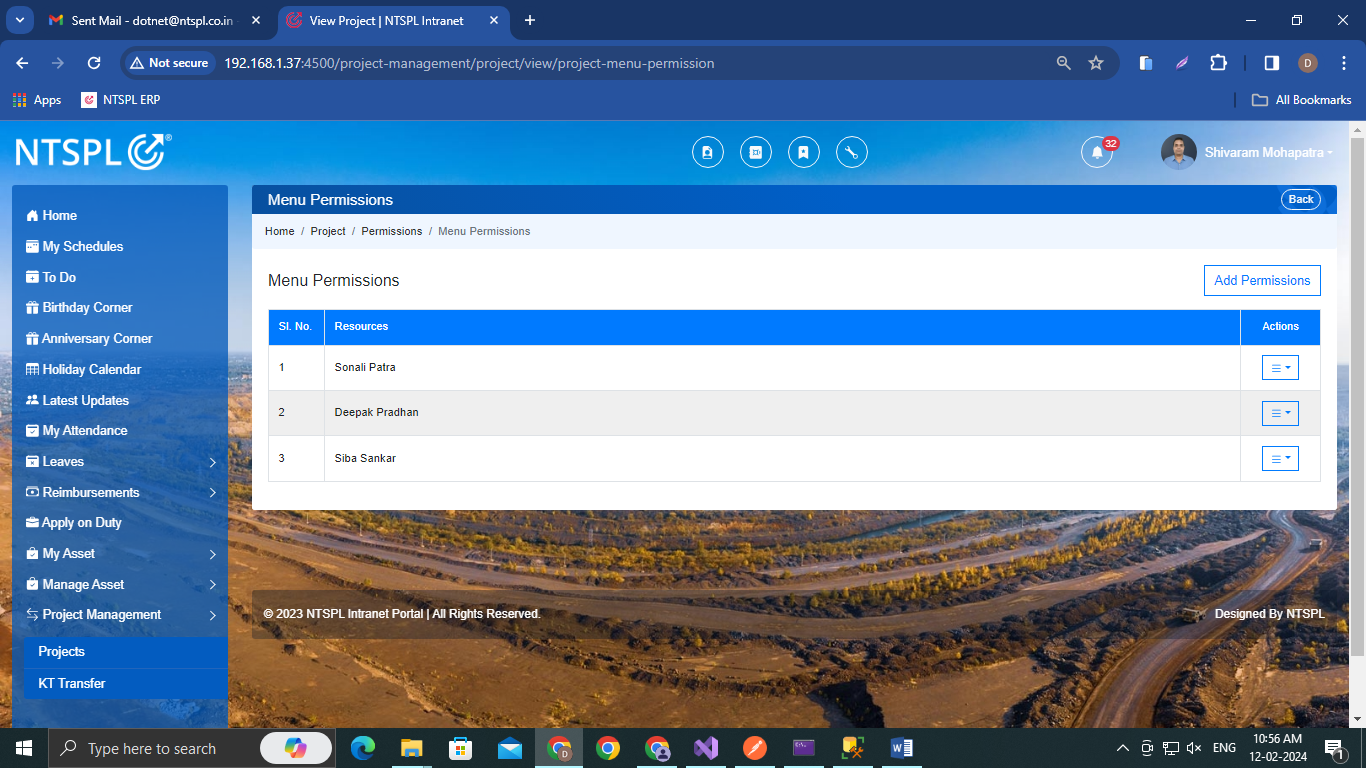 Sent Mail - dotnet@ntspl.co.in
View Project | NTSPL Intranet
Not secure
192.168.1.37:4500/project-management/project/view/project-menu-permission
D
Apps
NTSPL ERP
All Bookmarks
NTSPL
32
Shivaram Mohapatra
Home
My Schedules
To Do
Birthday Corner
Anniversary Corner
Holiday Calendar
Latest Updates
My Attendance
Leaves
Reimbursements
Apply on Duty
My Asset
Manage Asset
Project Management
Projects
KT Transfer
Menu Permissions
Back
Home / Project / Permissions / Menu Permissions
Menu Permissions
Add Permissions
Sl. No. Resources Actions
1 Sonali Patra
2 Deepak Pradhan
3 Siba Sankar
© 2023 NTSPL Intranet Portal | All Rights Reserved.
Designed By NTSPL
Type here to search
ENG
10:56 AM
12-02-2024
1